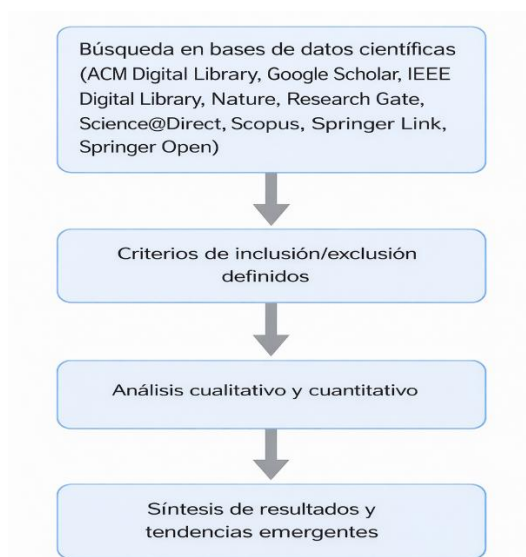 Búsqueda en bases de datos científicas
(ACM Digital Library, Google Scholar, IEEE
Digital Library, Nature, Research Gate,
Science@Direct, Scopus, Springer Link,
Springer Open)
Criterios de inclusión/exclusión
definidos
Análisis cualitativo y cuantitativo
Síntesis de resultados y
tendencias emergentes